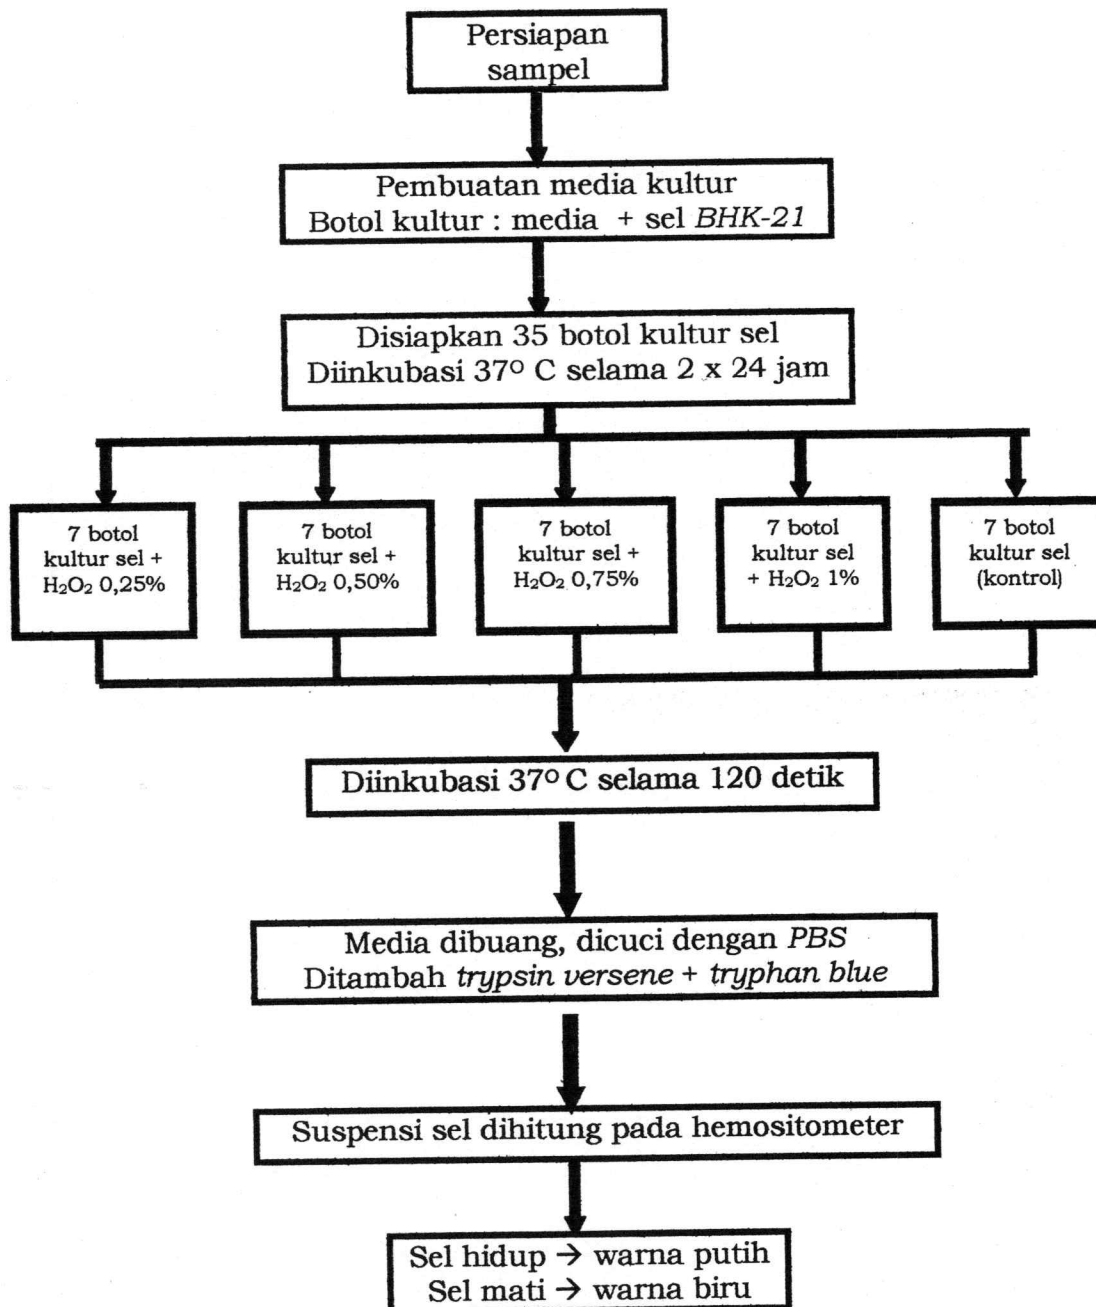 Persiapan
sampel
Pembuatan media kultur
Botol kultur : media + sel BHK-21
Disiapkan 35 botol kultur sel
Diinkubasi 37º C selama 2 x 24 jam
7 botol
kultur sel +
H₂O₂ 0,25%
7 botol
kultur sel +
H₂O₂ 0,50%
7 botol
kultur sel +
H₂O₂ 0,75%
7 botol
kultur sel
+ H₂O₂ 1%
7 botol
kultur sel
(kontrol)
Diinkubasi 37º C selama 120 detik
Media dibuang, dicuci dengan PBS
Ditambah trypsin versene + tryphan blue
Suspensi sel dihitung pada hemositometer
Sel hidup → warna putih
Sel mati → warna biru